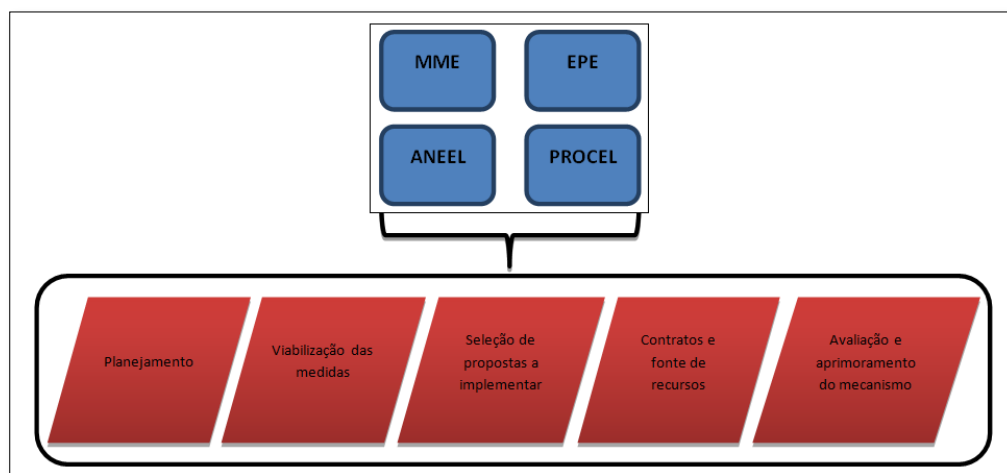 MME
EPE
ANEEL
PROCEL
Planejamento
Viabilização das
medidas
Seleção de
propostas a
implementar
Contratos e
fonte de
recursos
Avaliação e
aprimoramento
do mecanismo